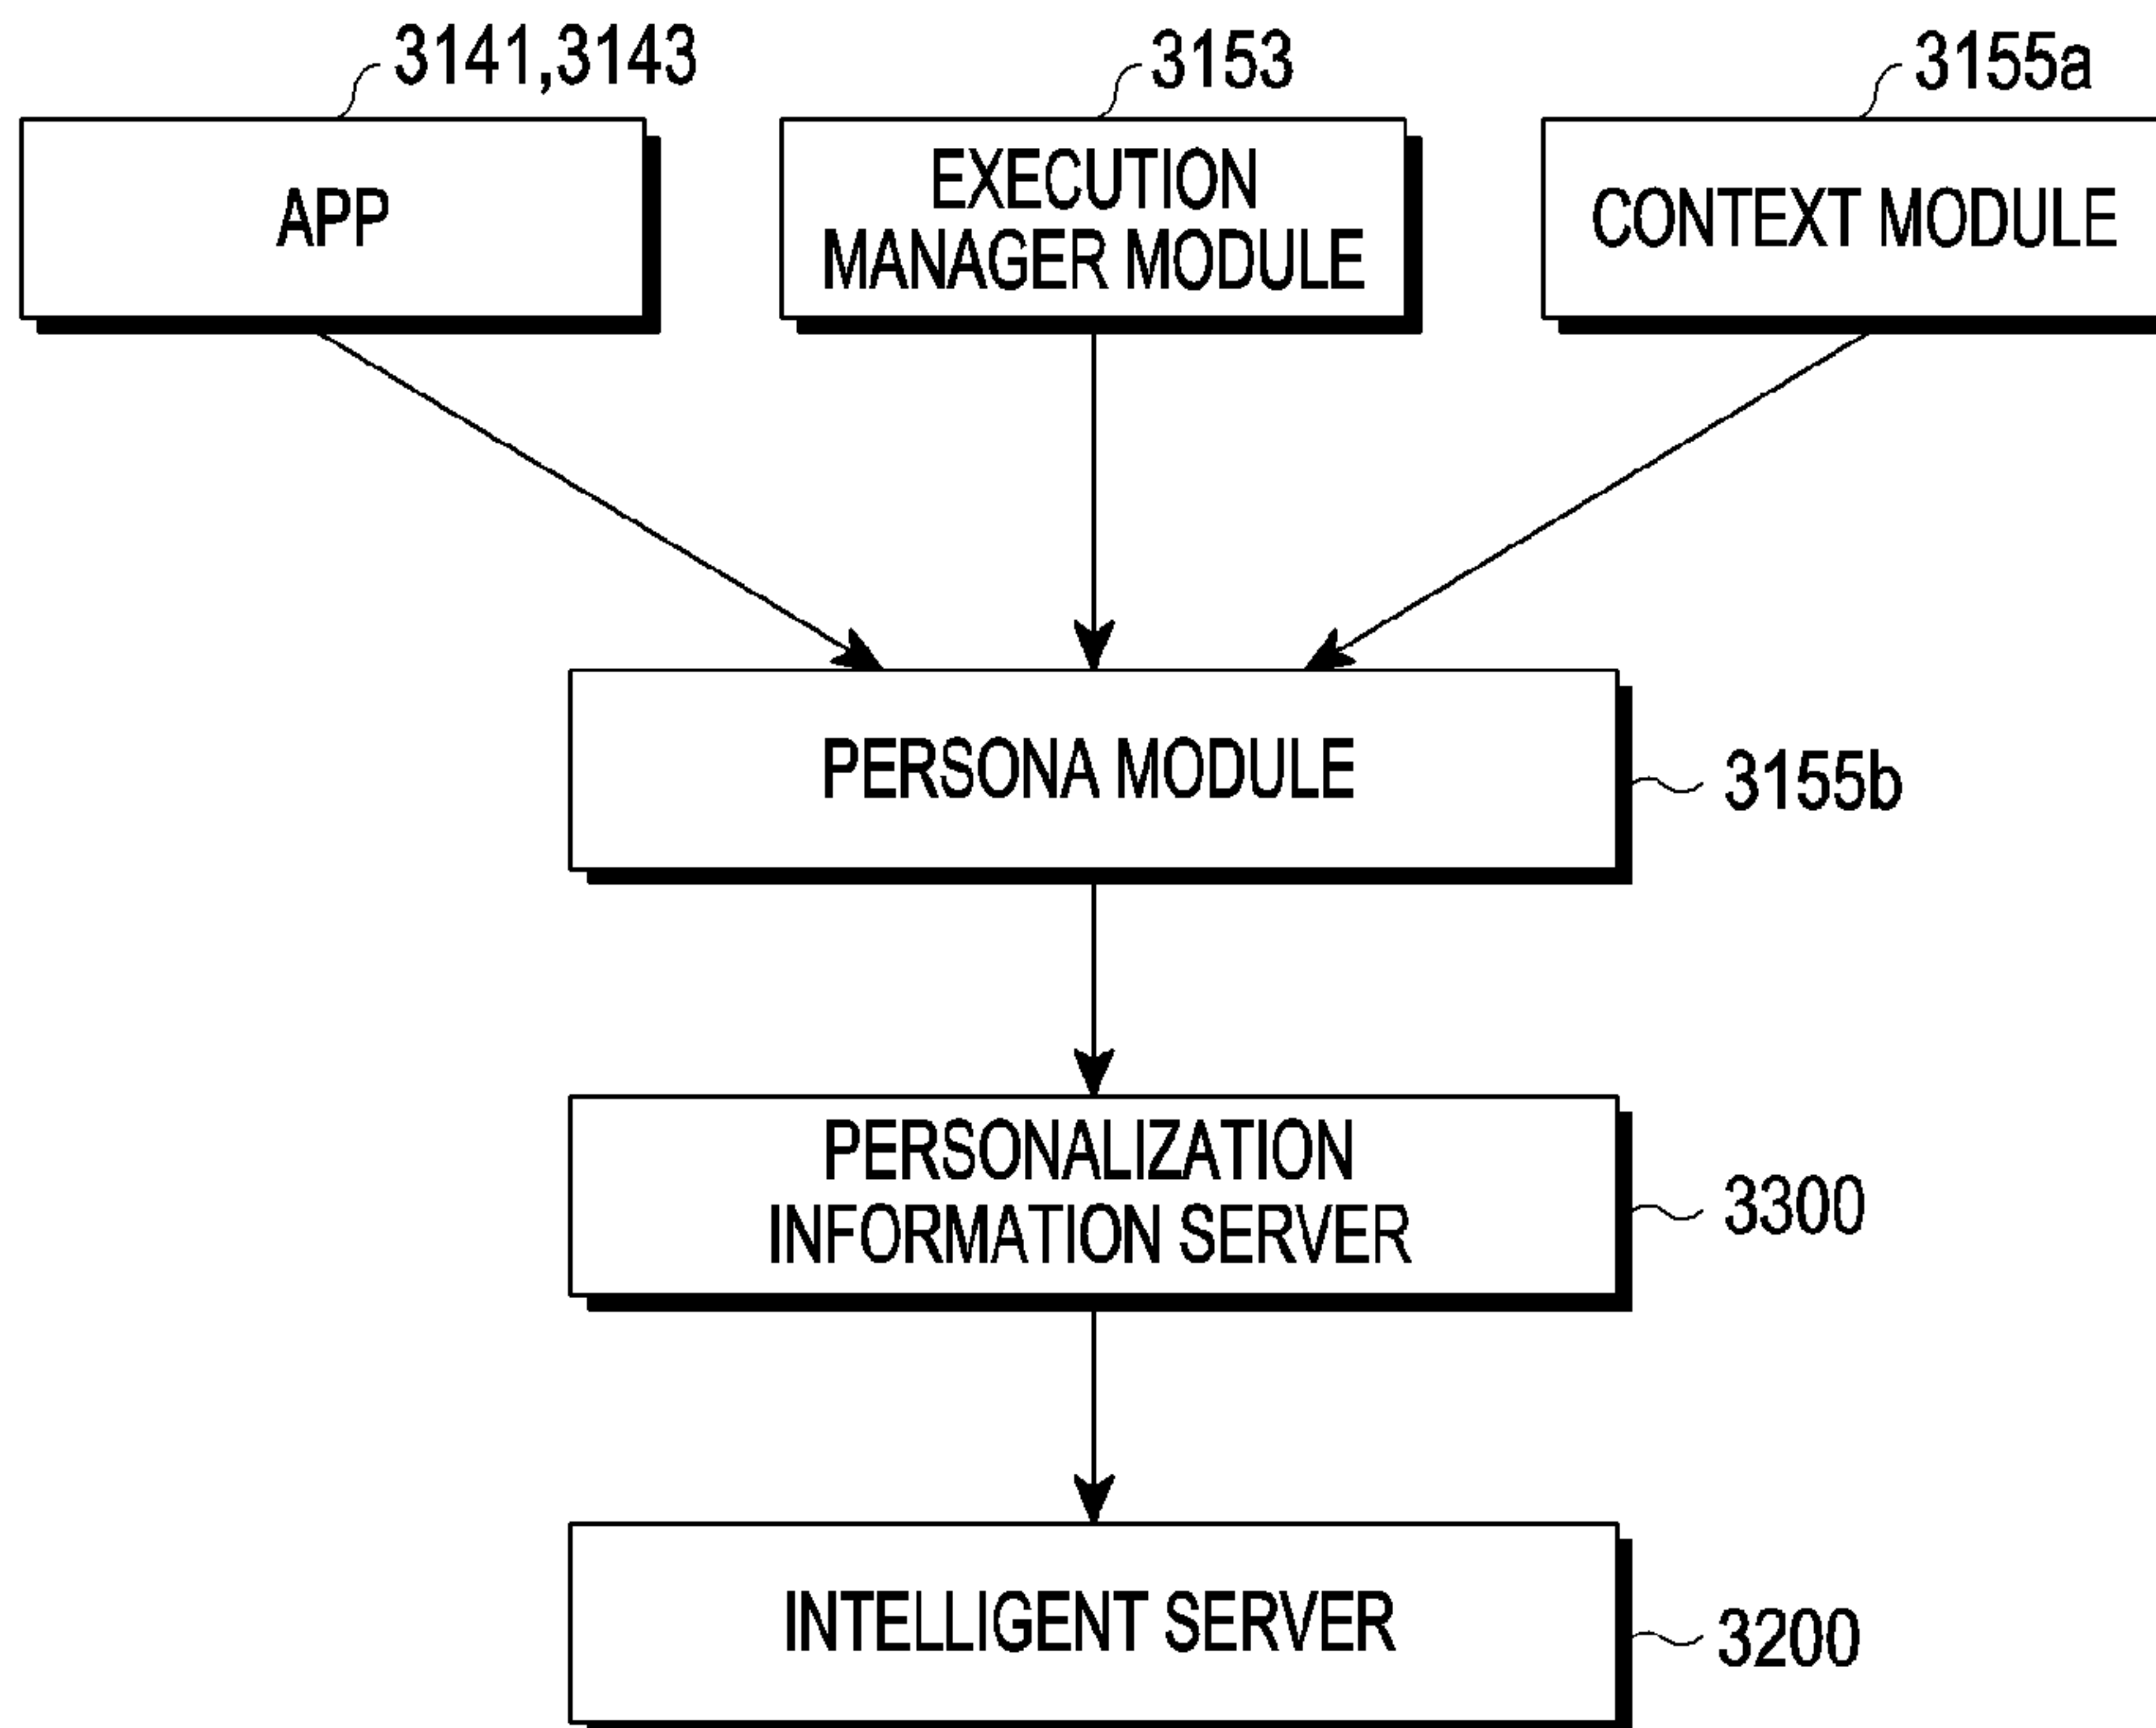 3141,3143
3153
3155a
APP
EXECUTION
MANAGER MODULE
CONTEXT MODULE
PERSONA MODULE
3155b
PERSONALIZATION
INFORMATION SERVER
3300
INTELLIGENT SERVER
3200